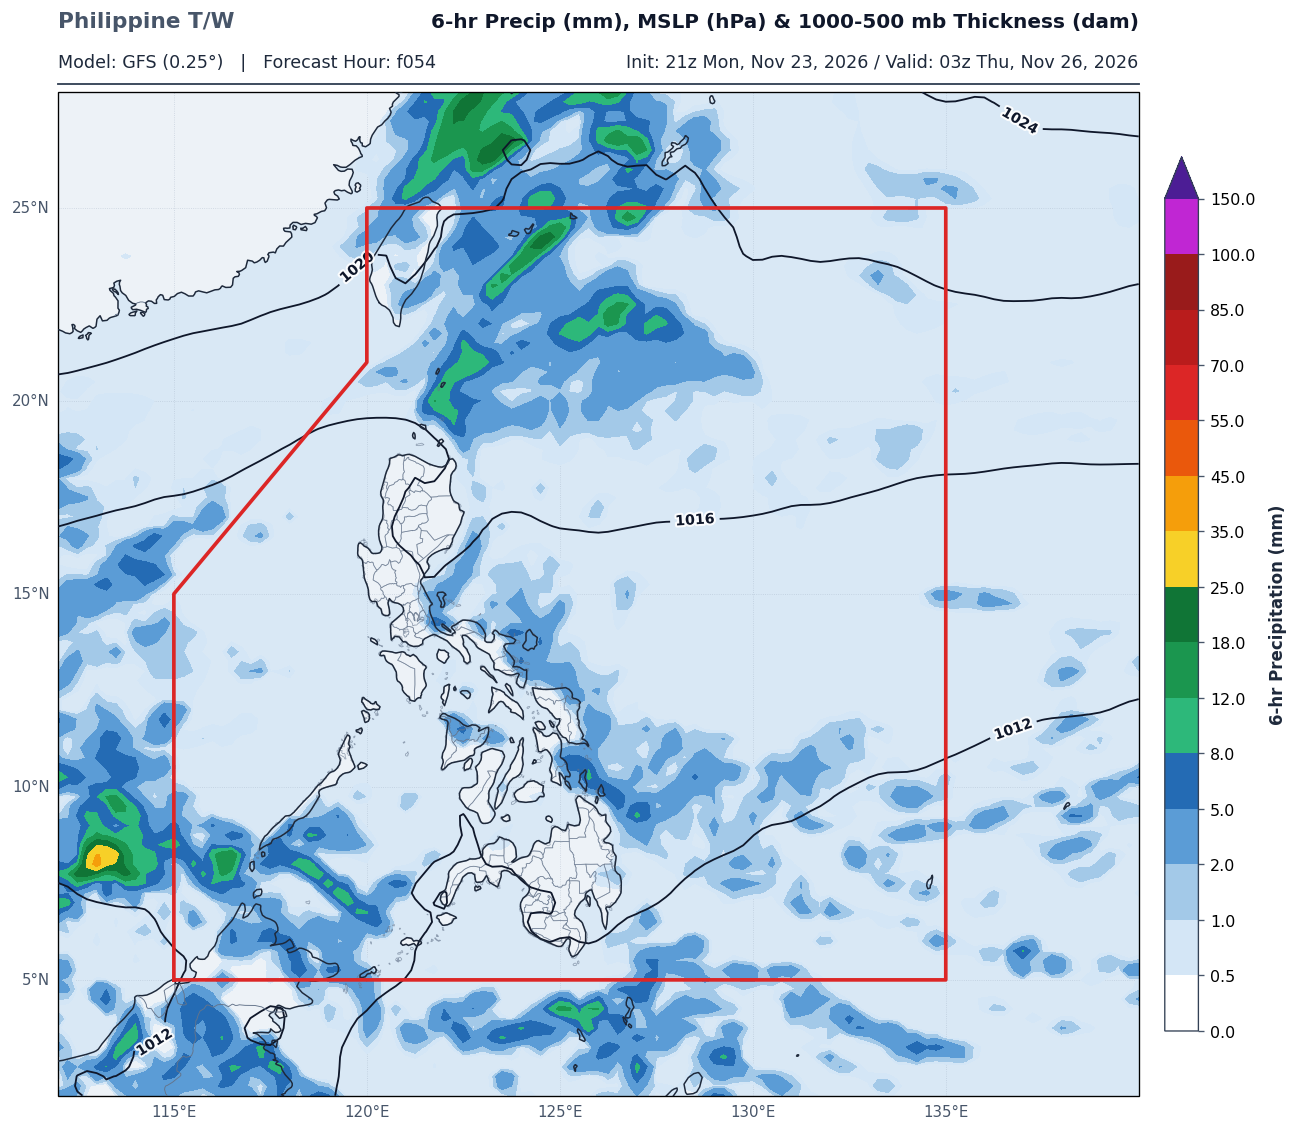 Philippine T/W
6-hr Precip (mm), MSLP (hPa) & 1000-500 mb Thickness (dam)
Model: GFS (0.25°)   |   Forecast Hour: f054
Init: 21z Mon, Nov 23, 2026 / Valid: 03z Thu, Nov 26, 2026
1024
25°N
1020
20°N
1016
15°N
1012
10°N
5°N
1012
115°E
120°E
125°E
130°E
135°E
150.0
100.0
85.0
70.0
55.0
45.0
35.0
25.0
18.0
12.0
8.0
5.0
2.0
1.0
0.5
0.0
6-hr Precipitation (mm)